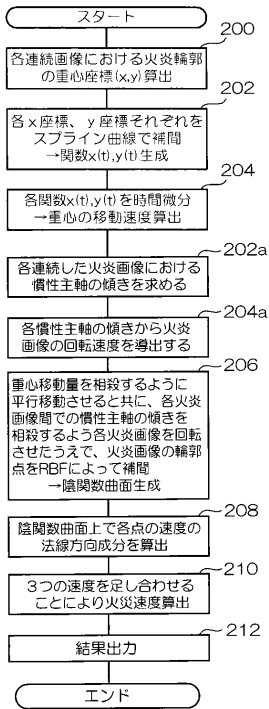 スタート
200
各連続画像における火炎輪郭
の重心座標(x,y)算出
202
各x座標、y座標それぞれを
スプライン曲線で補間
→関数x(t),y(t)生成
204
各関数x(t),y(t)を時間微分
→重心の移動速度算出
202a
各連続した火炎画像における
慣性主軸の傾きを求める
204a
各慣性主軸の傾きから火炎
画像の回転速度を導出する
206
重心移動量を相殺するように
平行移動させると共に、各火炎
画像間での慣性主軸の傾きを
相殺するよう各火炎画像を回転
させたうえで、火炎画像の輪郭
点をRBFによって補間
→陰関数曲面生成
208
陰関数曲面上で各点の速度の
法線方向成分を算出
210
3つの速度を足し合わせる
ことにより火炎速度算出
212
結果出力
エンド